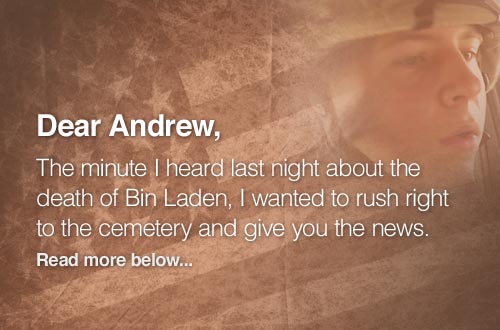 Dear Andrew,
The minute I heard last night about the
death of Bin Laden, I wanted to rush right
to the cemetery and give you the news.
Read more below...